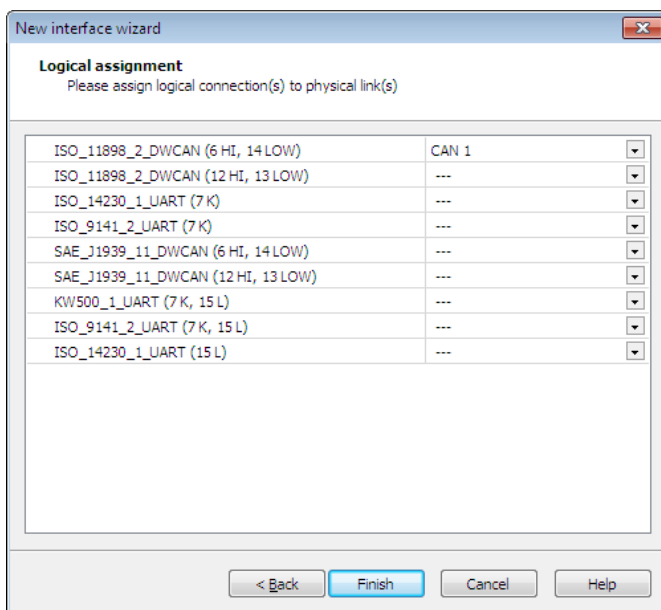 New interface wizard
Logical assignment
Please assign logical connection(s) to physical link(s)
ISO_11898_2_DWCAN (6 HI, 14 LOW) CAN 1
ISO_11898_2_DWCAN (12 HI, 13 LOW) ---
ISO_14230_1_UART (7 K) ---
ISO_9141_2_UART (7 K) ---
SAE_J1939_11_DWCAN (6 HI, 14 LOW) ---
SAE_J1939_11_DWCAN (12 HI, 13 LOW) ---
KW500_1_UART (7 K, 15 L) ---
ISO_9141_2_UART (7 K, 15 L) ---
ISO_14230_1_UART (15 L) ---
< Back Finish Cancel Help